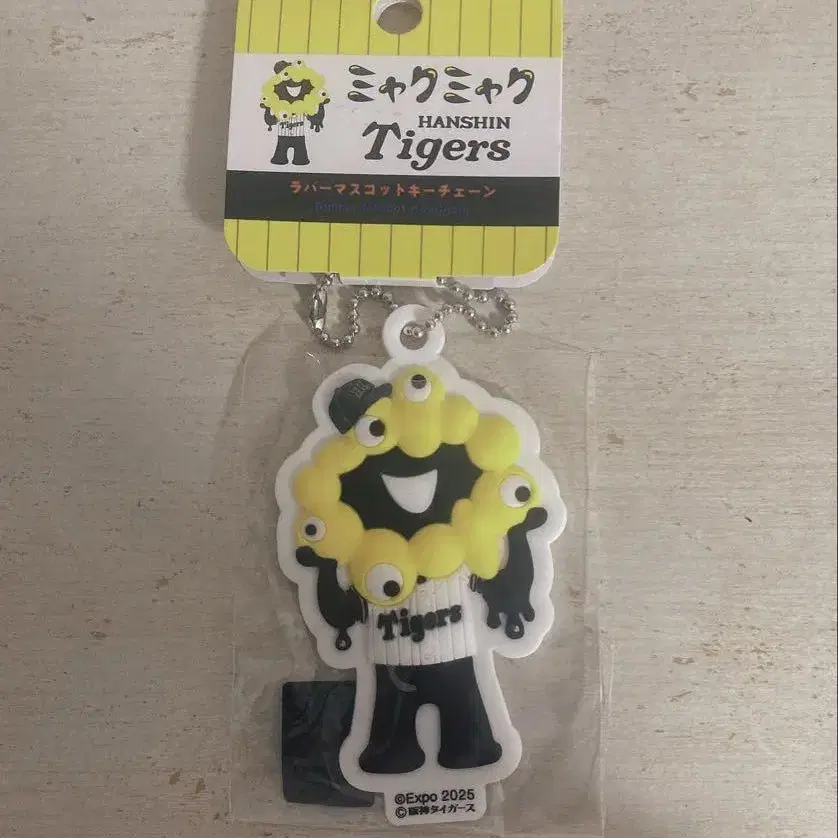 ミャクミャク
HANSHIN
Tigers
Tigers
ラバーマスコットキーチェーン
Tigers
©Expo 2025
©阪神タイガース